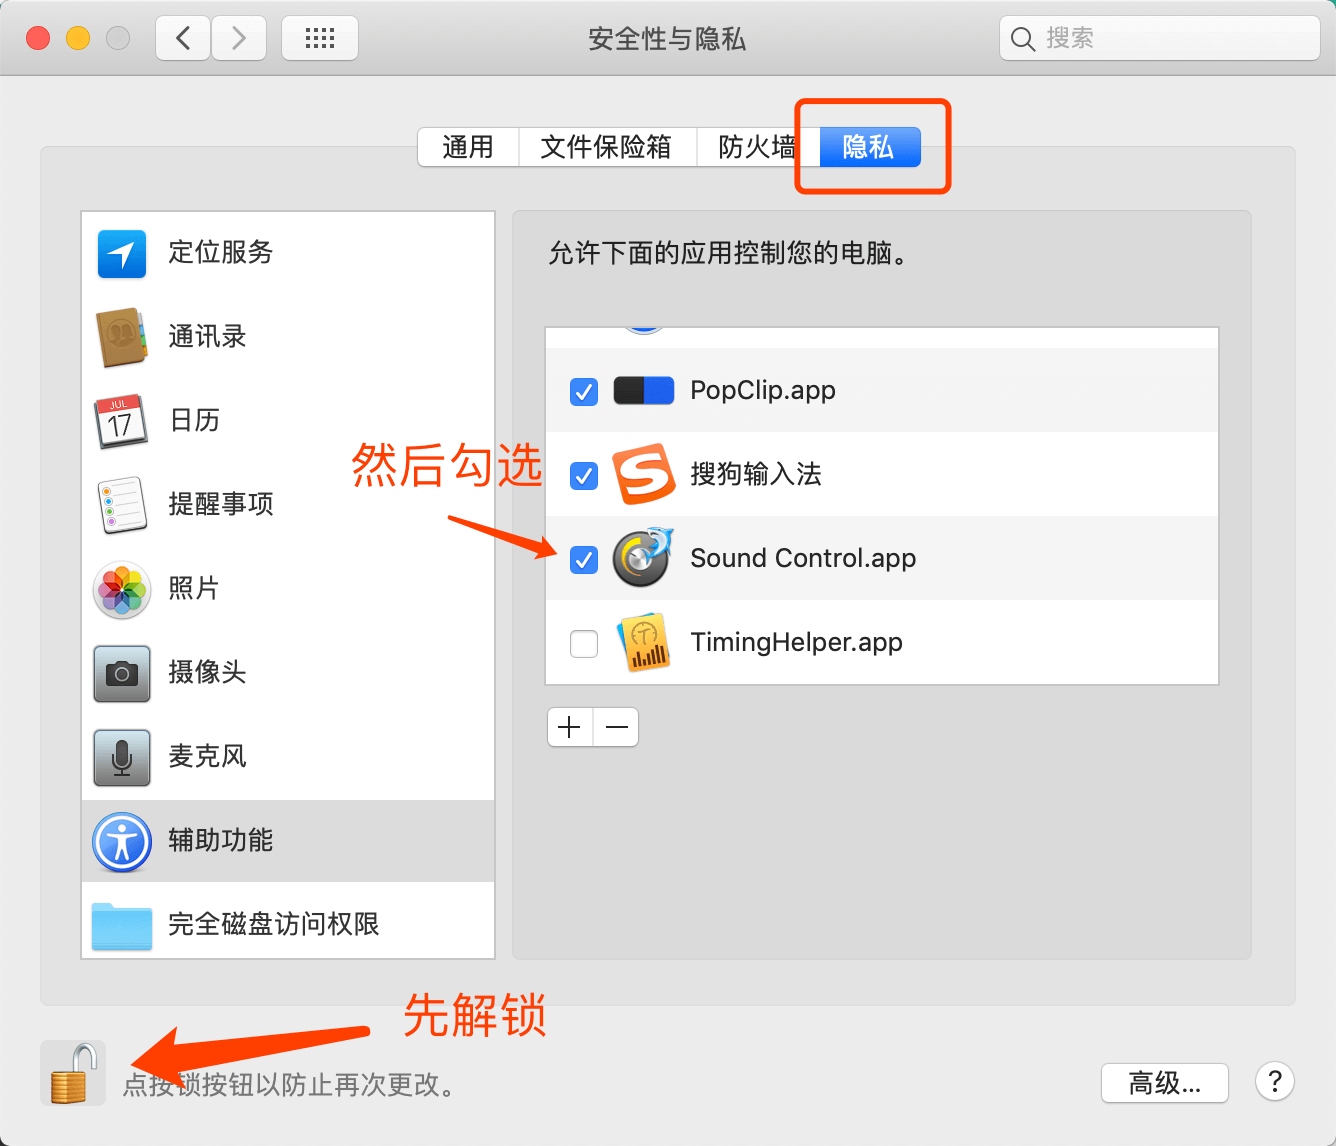 安全性与隐私
搜索
通用
文件保险箱
防火墙
隐私
定位服务
通讯录
JUL
17
日历
提醒事项
照片
摄像头
麦克风
辅助功能
完全磁盘访问权限
允许下面的应用控制您的电脑。
PopClip.app
搜狗输入法
Sound Control.app
TimingHelper.app
然后勾选
先解锁
点按锁按钮以防止再次更改。
高级...
?